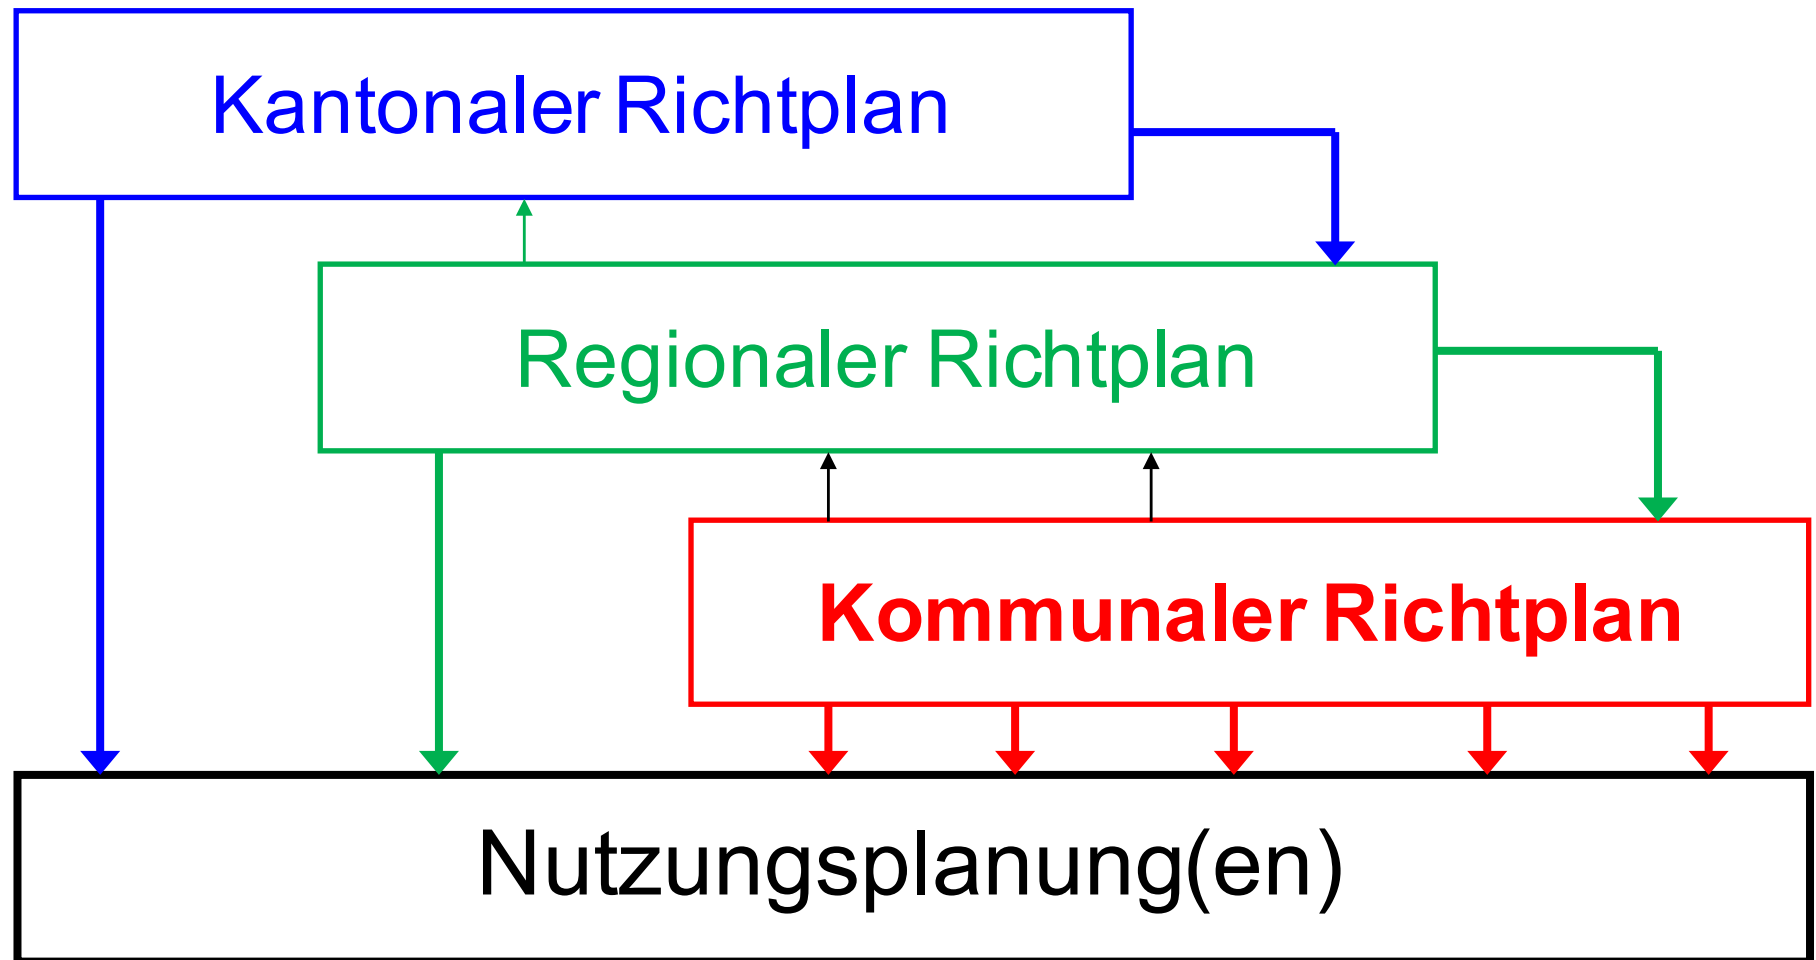 Kantonaler Richtplan
Regionaler Richtplan
Kommunaler Richtplan
Nutzungsplanung(en)